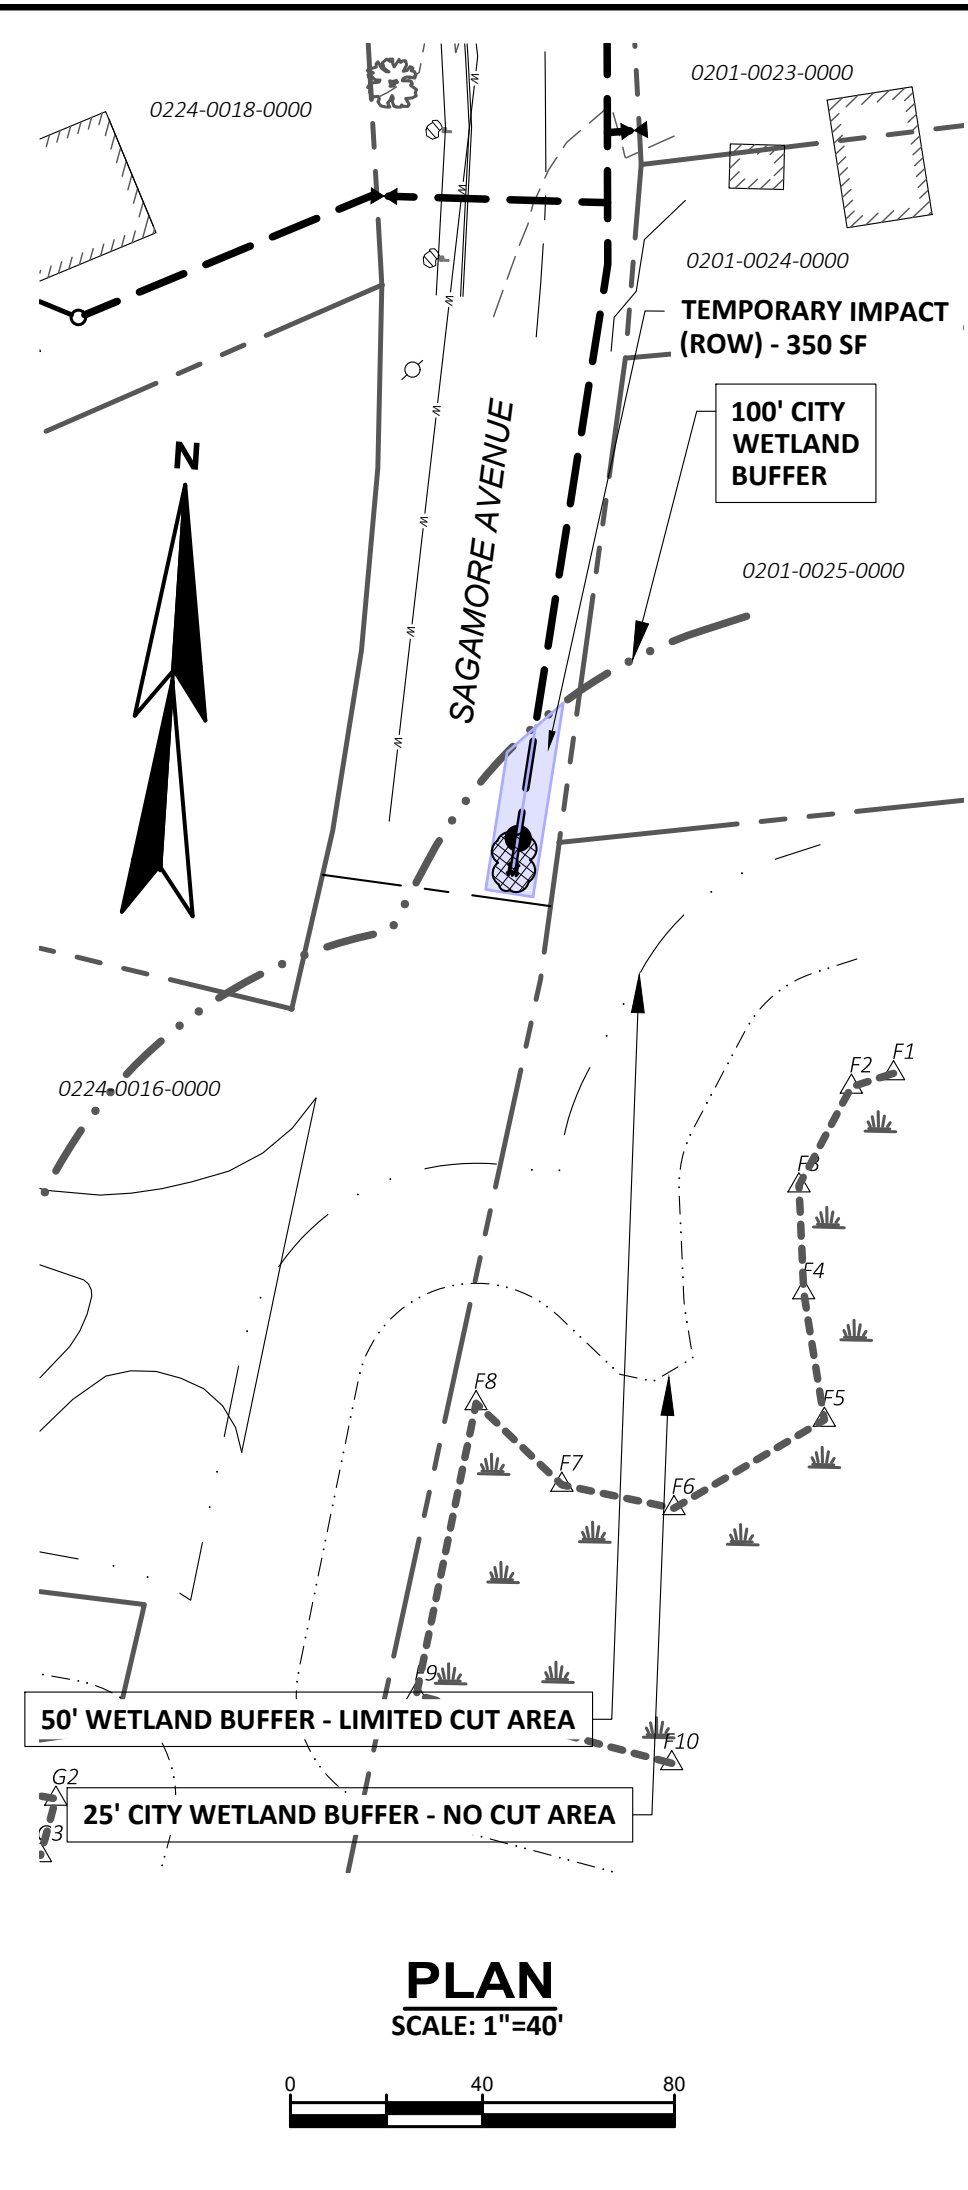 0201-0023-0000
0224-0018-0000
0201-0024-0000
TEMPORARY IMPACT
(ROW) - 350 SF
100' CITY
WETLAND
BUFFER
N
SAGAMORE AVENUE
0201-0025-0000
W
W
W
W
W
W
W
F1
F2
0224-0016-0000
F3
F4
F8
F5
F7
F6
F9
50' WETLAND BUFFER - LIMITED CUT AREA
F10
G2
25' CITY WETLAND BUFFER - NO CUT AREA
G3
PLAN
SCALE: 1"=40'
0 40 80